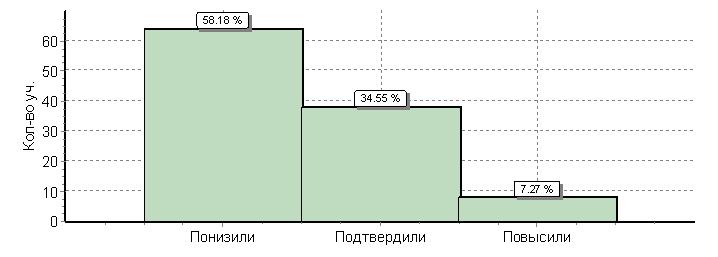 58.18 %
34.55 %
7.27 %
Кол-во уч.
60
50
40
30
20
10
0
Понизили
Подтвердили
Повысили